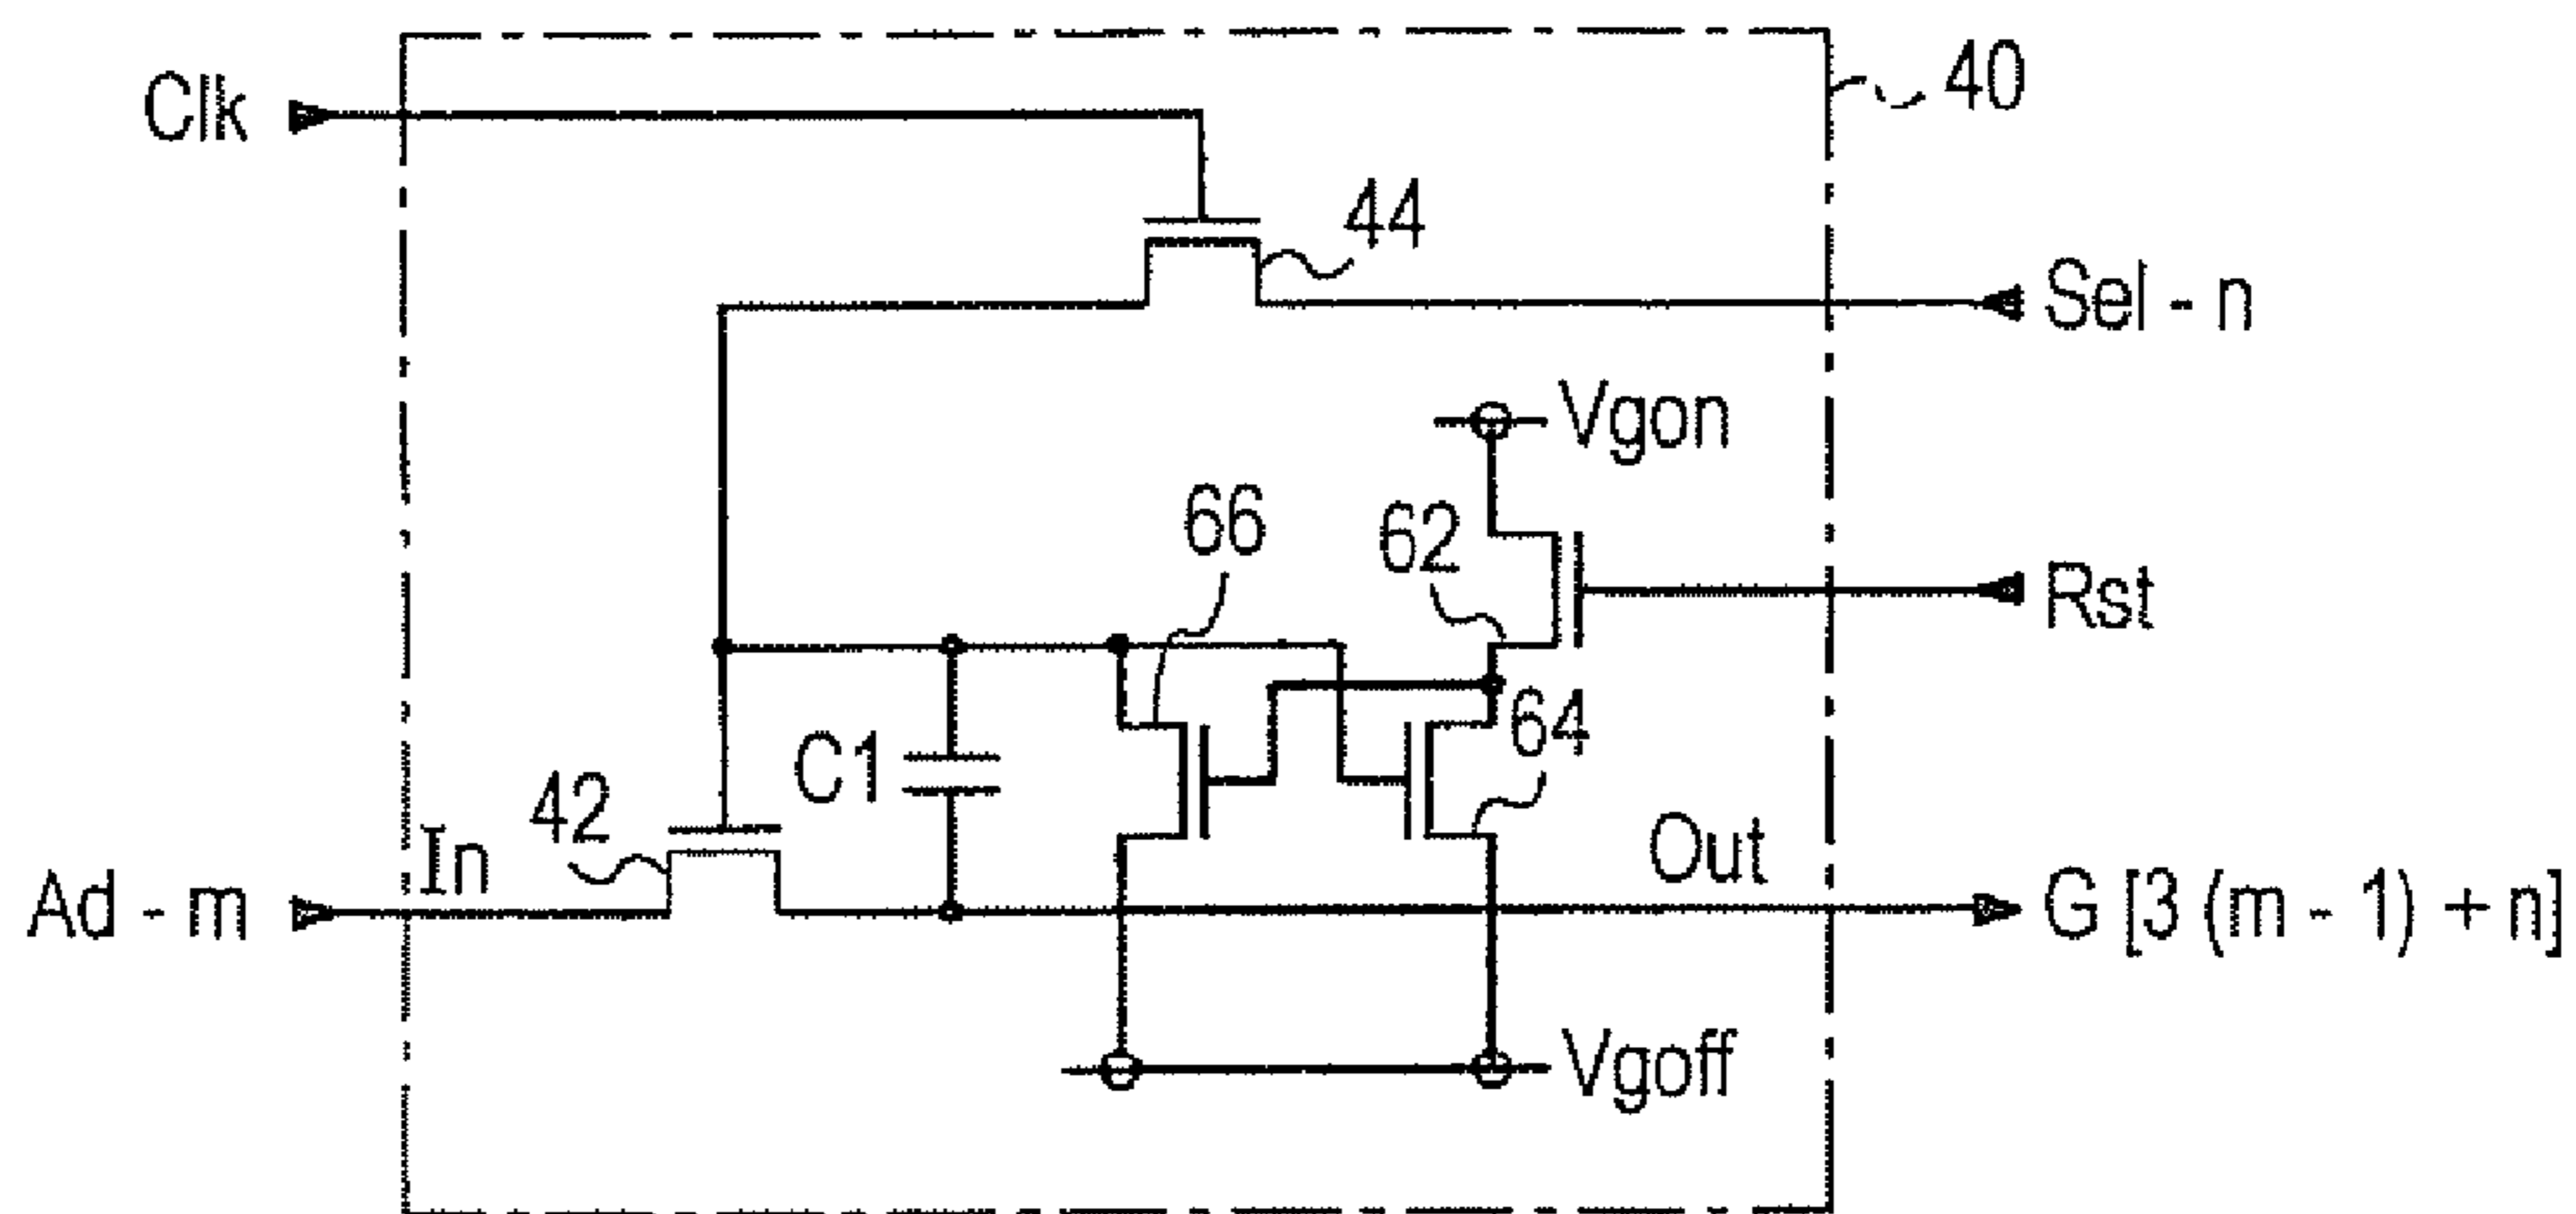 Clk
40
44
Sel - n
Vgon
66
62
Rst
64
C1
42
In
Out
Ad - m
G [3 (m - 1) + n]
Vgoff